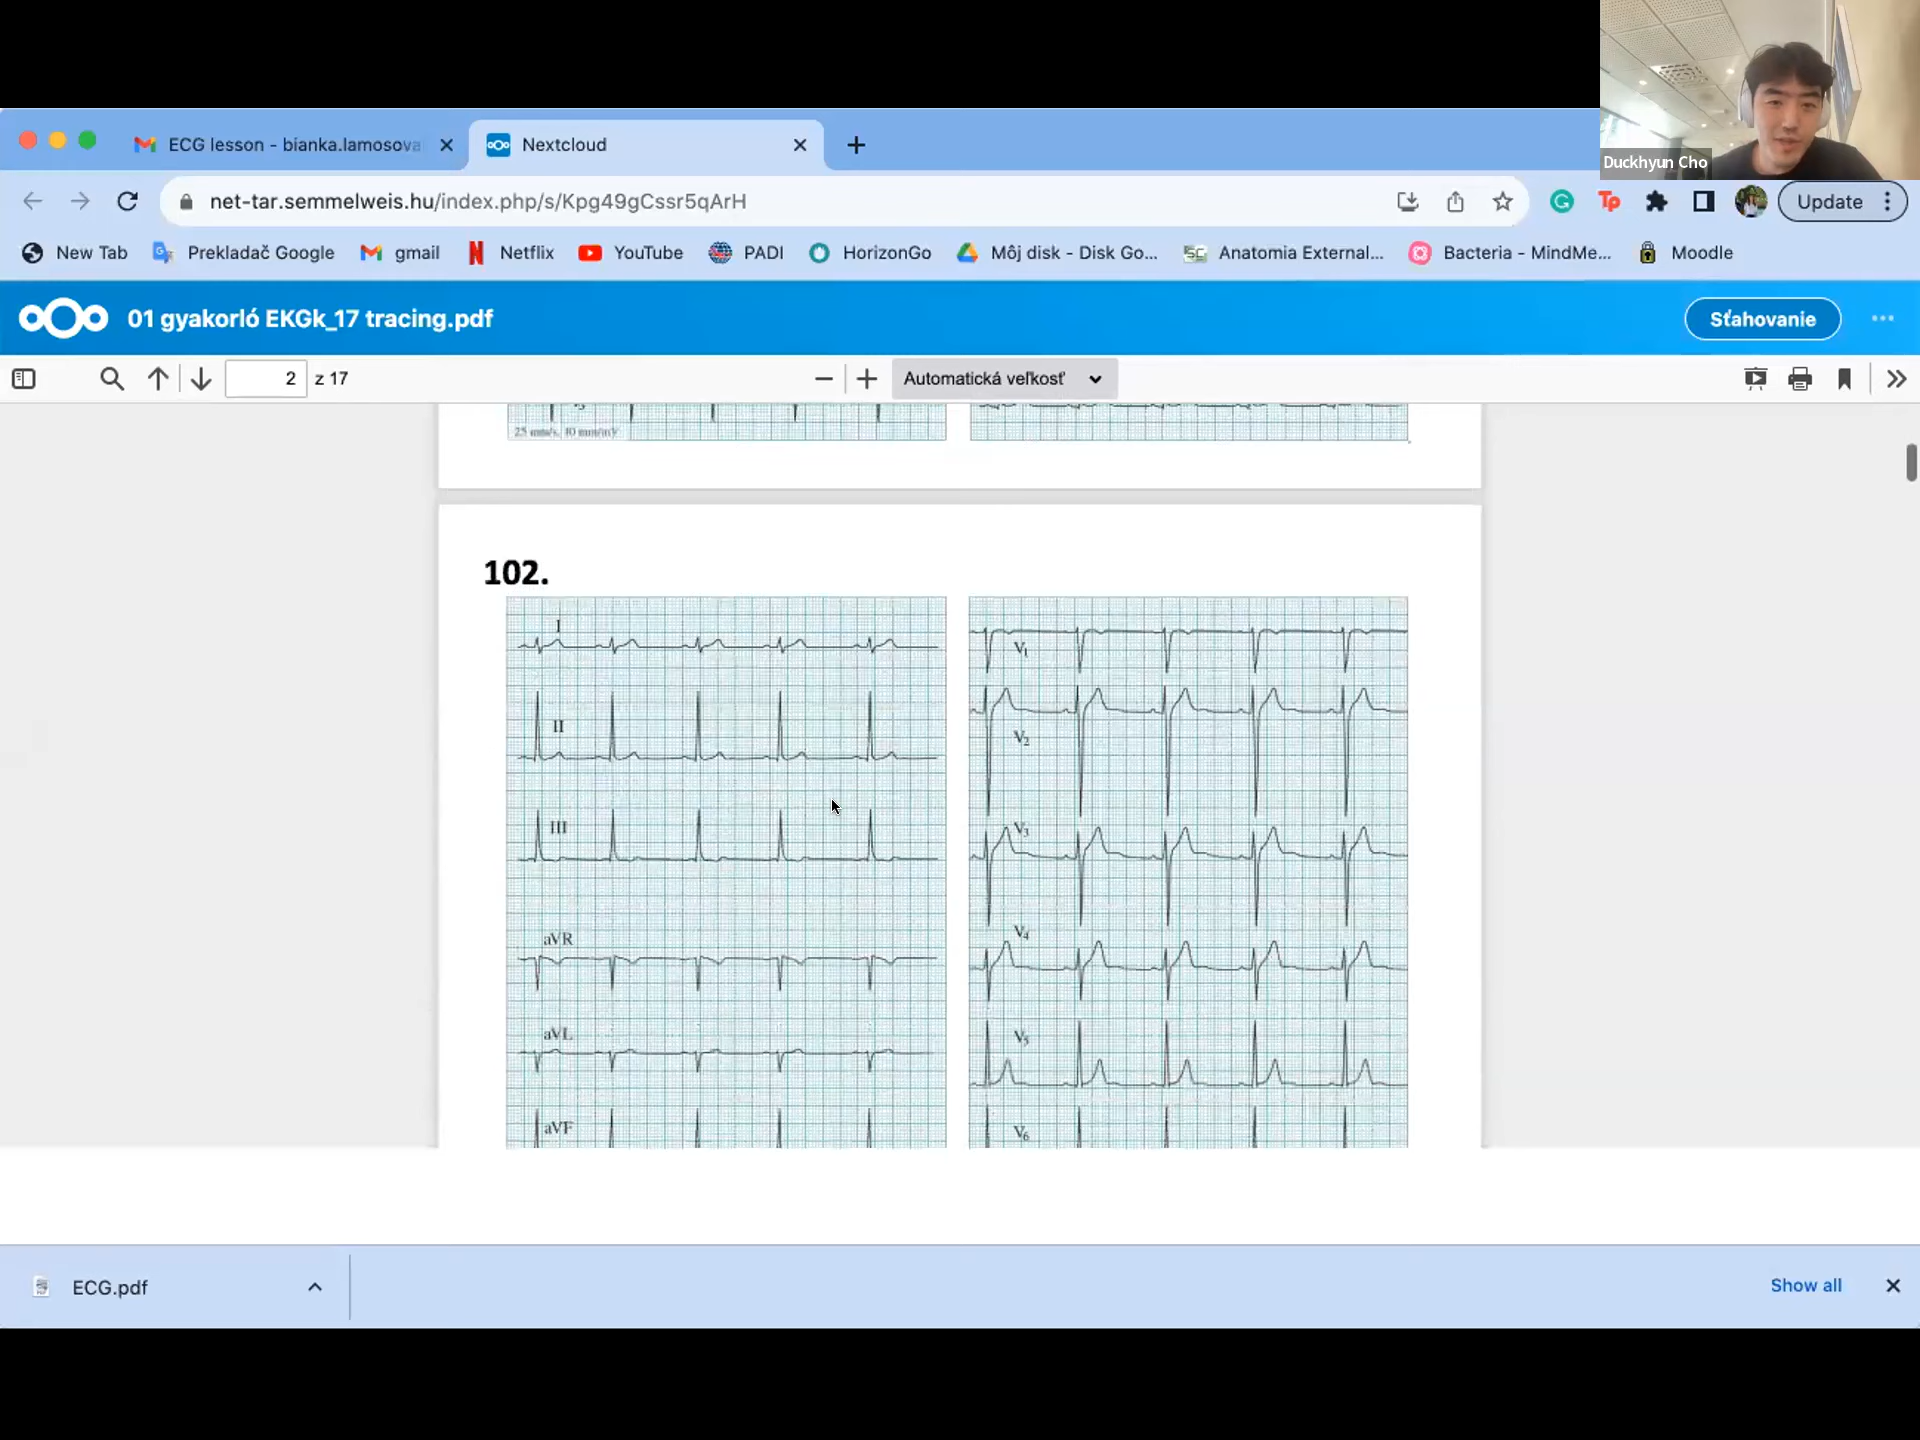 Duckhyun Cho
ECG lesson - bianka.lamosova
Nextcloud
net-tar.semmelweis.hu/index.php/s/Kpg49gCssr5qArH
Update
New Tab
Prekladač Google
gmail
Netflix
YouTube
PADI
HorizonGo
Môj disk - Disk Go...
Anatomia External...
Bacteria - MindMe...
Moodle
01 gyakorló EKGk_17 tracing.pdf
Sťahovanie
2 z 17
Automatická veľkosť
25 mm/s, 10 mm/mV
102.
I
II
III
aVR
aVL
aVF
V1
V2
V3
V4
V5
V6
ECG.pdf
Show all